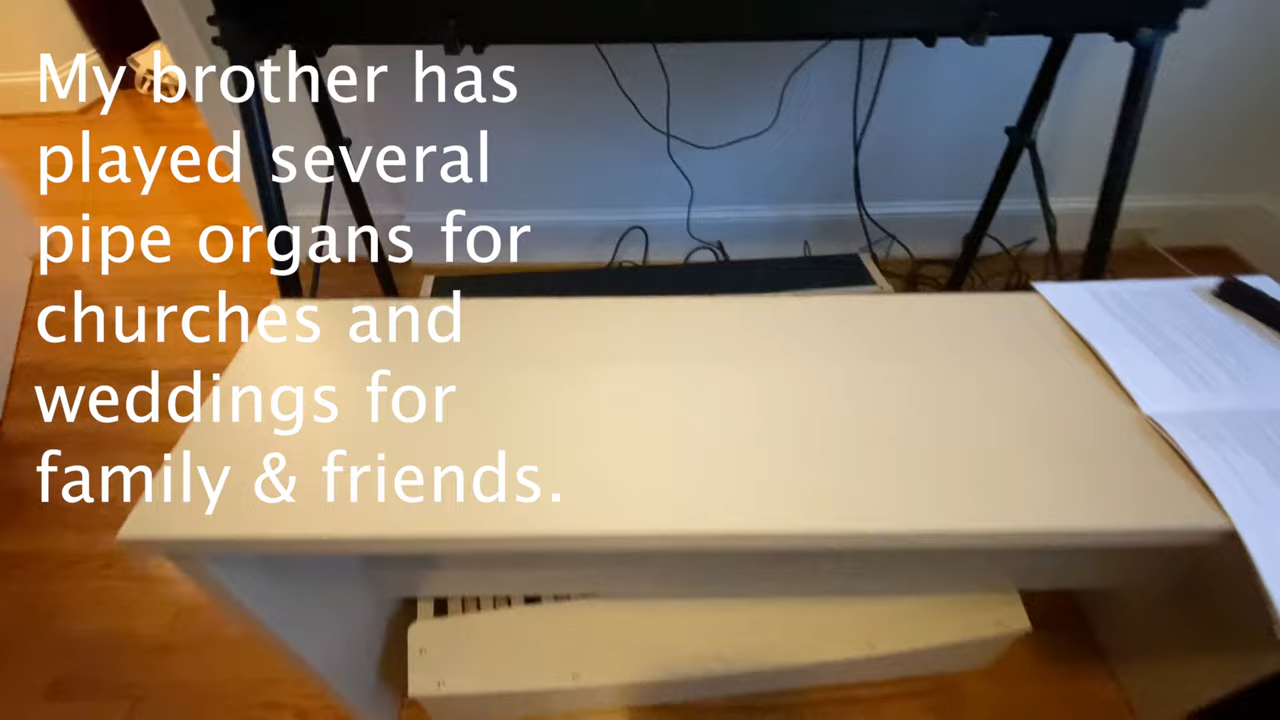 My brother has
played several
pipe organs for
churches and
weddings for
family & friends.